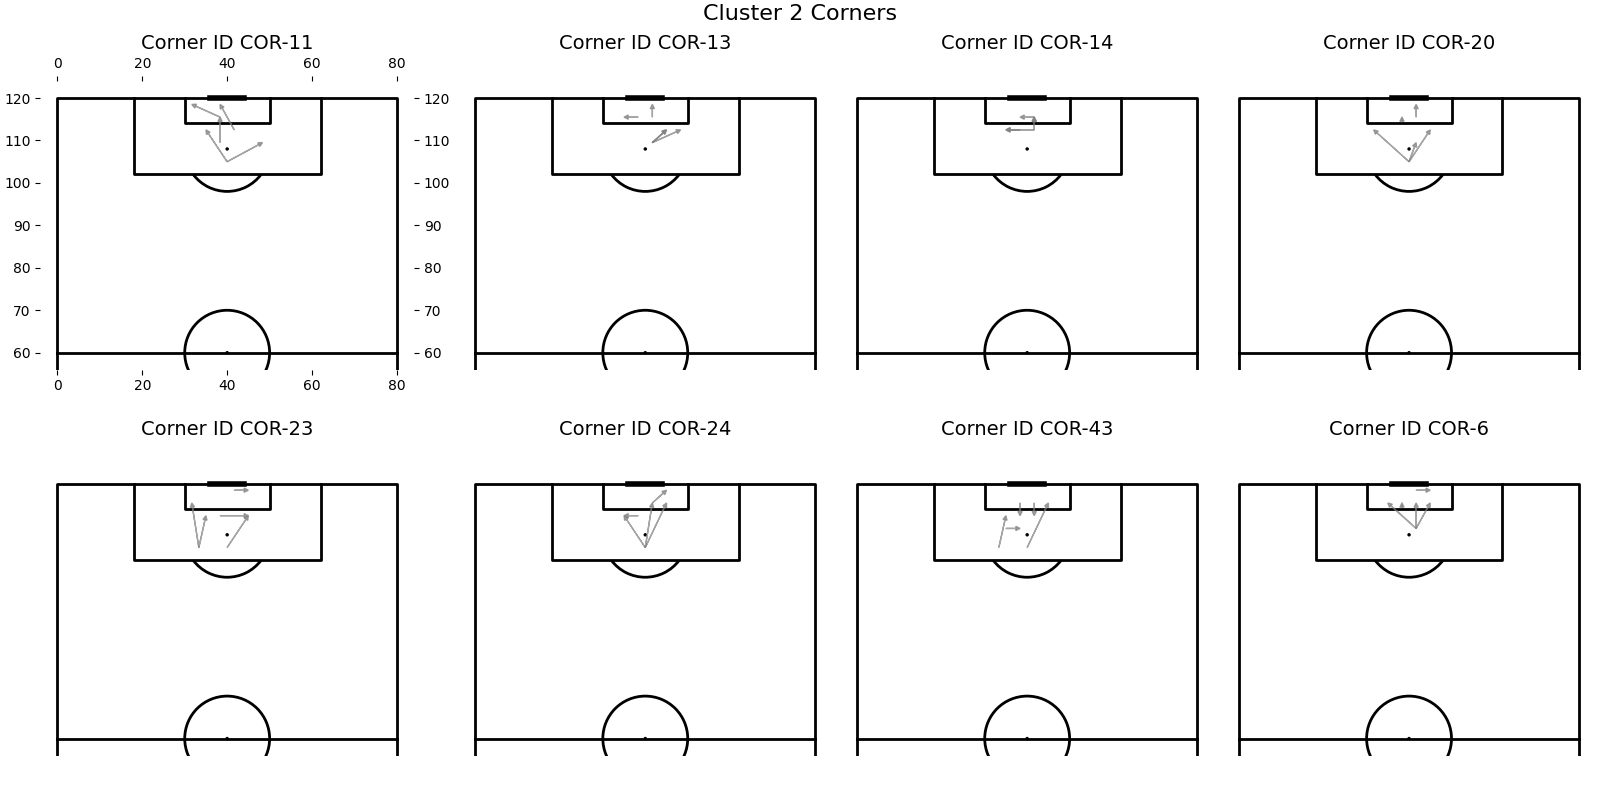 Cluster 2 Corners
Corner ID COR-11
Corner ID COR-13
Corner ID COR-14
Corner ID COR-20
0 20 40 60 80
120 120
110 110
100 100
90 90
80 80
70 70
60 60
0 20 40 60 80
Corner ID COR-23
Corner ID COR-24
Corner ID COR-43
Corner ID COR-6